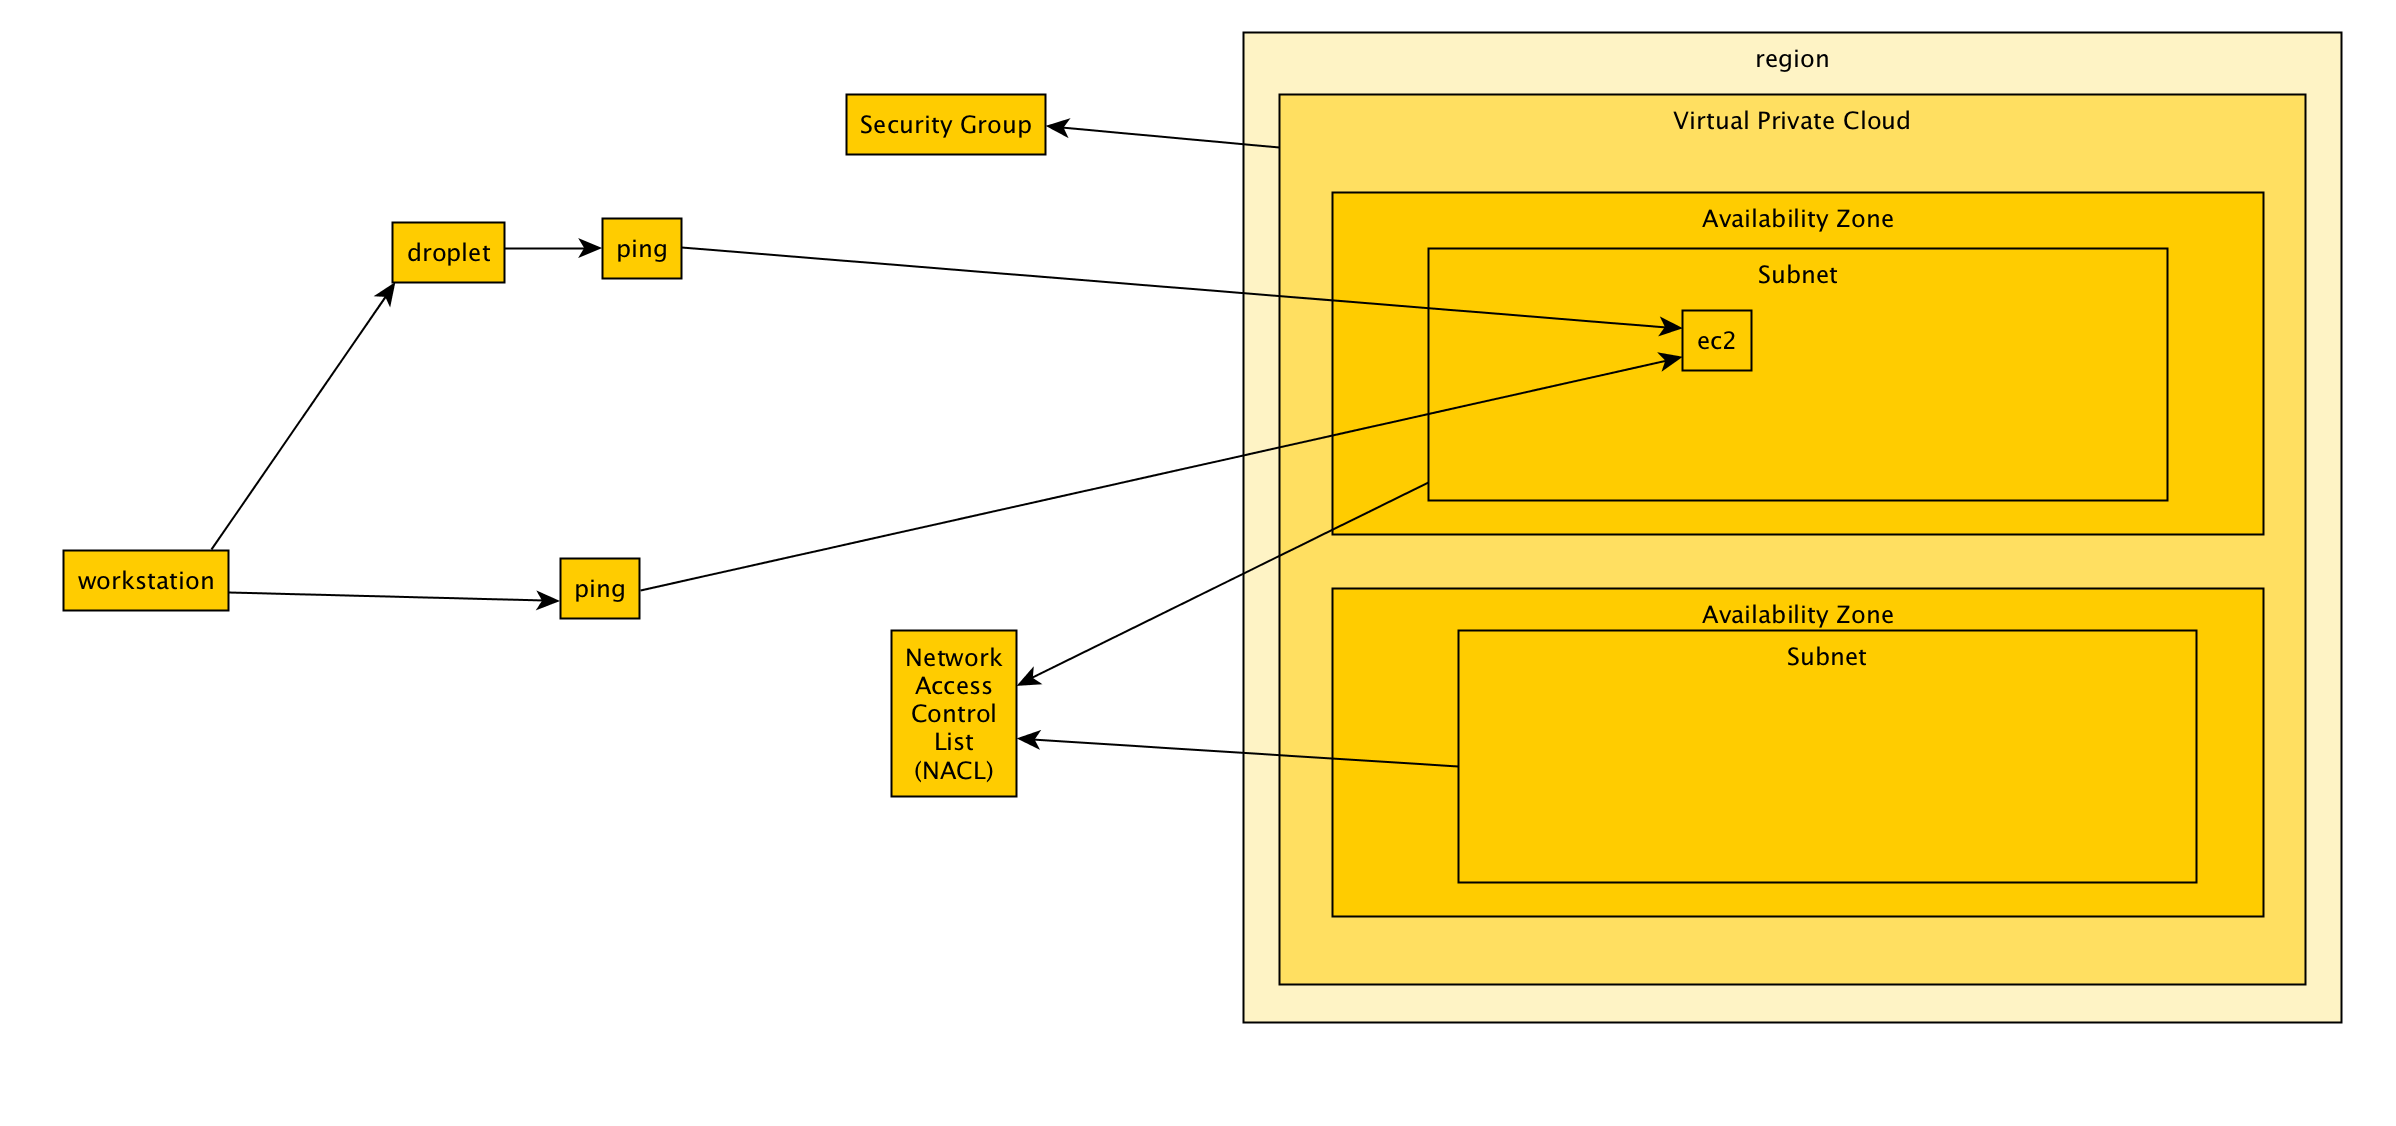 region
Security Group
Virtual Private Cloud
droplet
ping
Availability Zone
Subnet
ec2
workstation
ping
Network
Access
Control
List
(NACL)
Availability Zone
Subnet